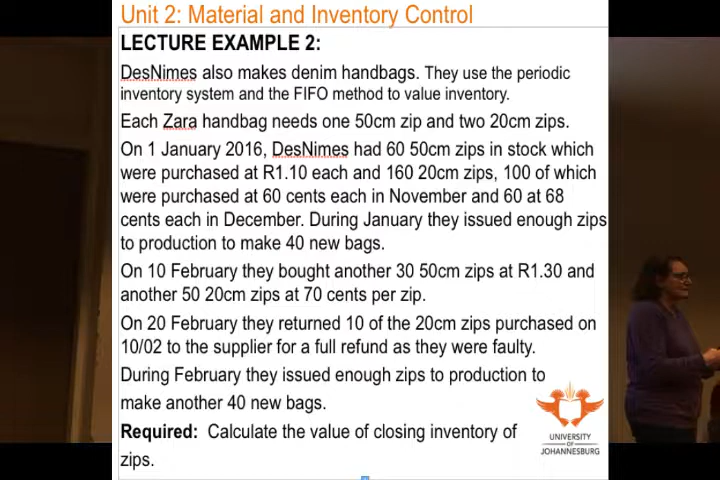 Unit 2: Material and Inventory Control
LECTURE EXAMPLE 2:
DesNimes also makes denim handbags. They use the periodic
inventory system and the FIFO method to value inventory.
Each Zara handbag needs one 50cm zip and two 20cm zips.
On 1 January 2016, DesNimes had 60 50cm zips in stock which
were purchased at R1.10 each and 160 20cm zips, 100 of which
were purchased at 60 cents each in November and 60 at 68
cents each in December. During January they issued enough zips
to production to make 40 new bags.
On 10 February they bought another 30 50cm zips at R1.30 and
another 50 20cm zips at 70 cents per zip.
On 20 February they returned 10 of the 20cm zips purchased on
10/02 to the supplier for a full refund as they were faulty.
During February they issued enough zips to production to
make another 40 new bags.
Required: Calculate the value of closing inventory of
zips.
UNIVERSITY
OF
JOHANNESBURG